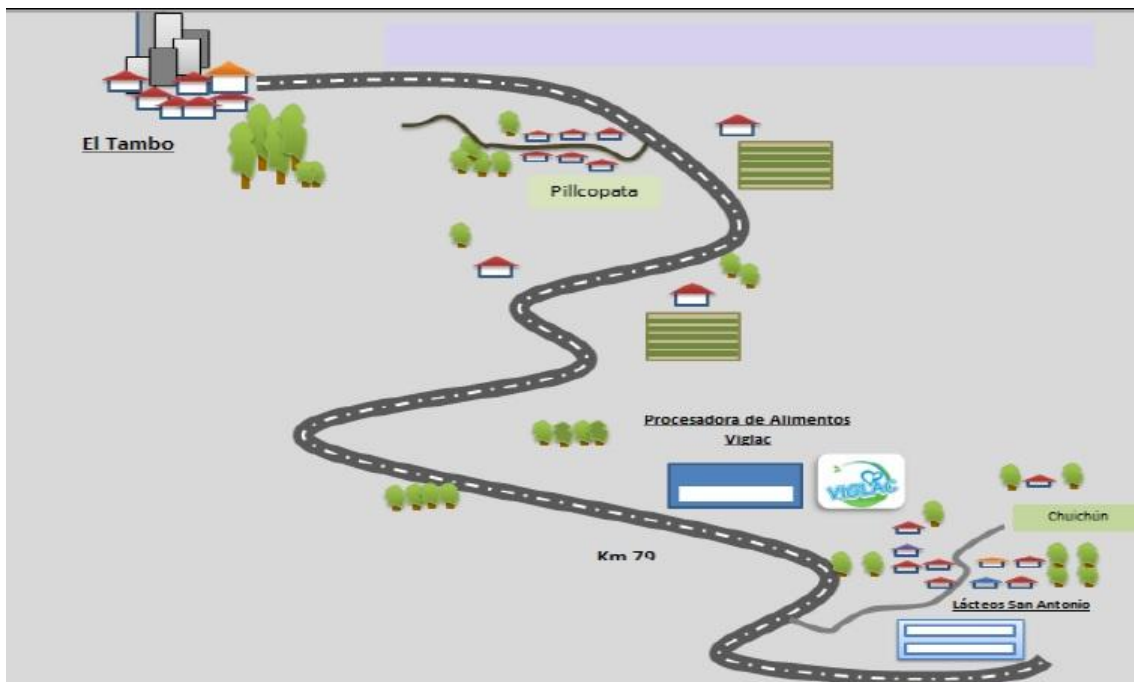 El Tambo
Pillcopata
Procesadora de Alimentos
Viglac
VIGLAC
Chuichún
Km 79
Lácteos San Antonio